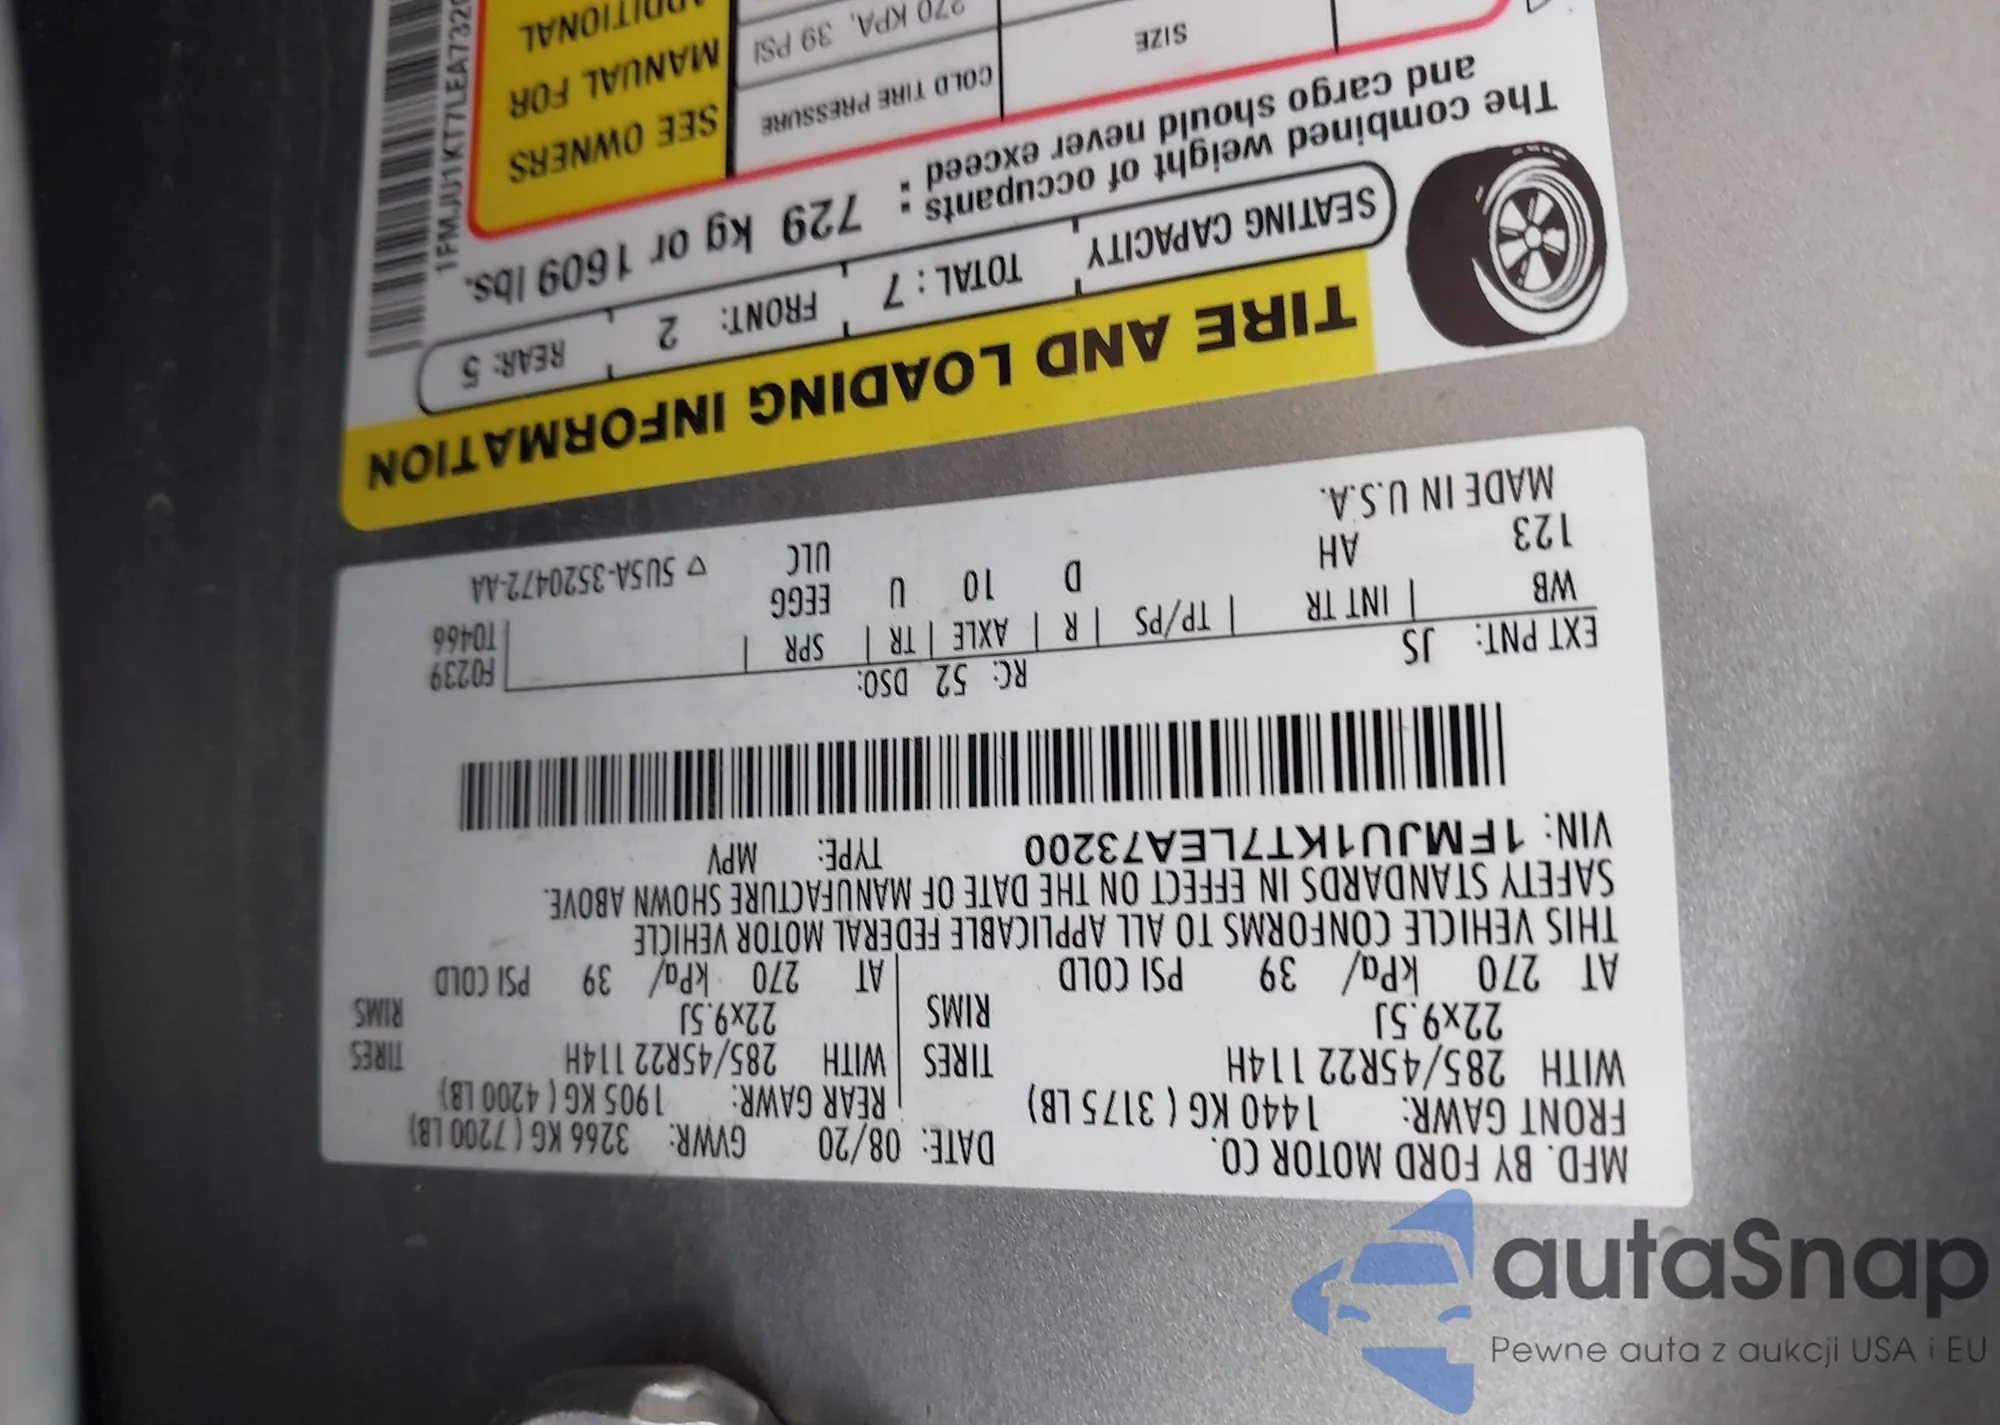 MFD. BY FORD MOTOR CO.
DATE: 08/20 GVWR: 3266 KG ( 7200 LB)
FRONT GAWR: 1440 KG ( 3175 LB)
REAR GAWR: 1905 KG ( 4200 LB)
WITH 285/45R22 114H TIRES
WITH 285/45R22 114H TIRES
22x9.5J RIMS
22x9.5J RIMS
AT 270 kPa/ 39 PSI COLD
AT 270 kPa/ 39 PSI COLD
THIS VEHICLE CONFORMS TO ALL APPLICABLE FEDERAL MOTOR VEHICLE
SAFETY STANDARDS IN EFFECT ON THE DATE OF MANUFACTURE SHOWN ABOVE.
VIN: 1FMJU1KT7LEA73200 TYPE: MPV
EXT PNT: JS RC: 52 DSO: F0239
WB | INT TR | TP/PS | R | AXLE | TR | SPR | T0466
123 AH D 10 U EEGG
MADE IN U.S.A. ULC ▽ 5U5A-3520472-AA
TIRE AND LOADING INFORMATION
SEATING CAPACITY TOTAL : 7 FRONT: 2 REAR: 5
The combined weight of occupants : 729 kg or 1609 lbs.
and cargo should never exceed :
SIZE
COLD TIRE PRESSURE
270 KPA, 39 PSI
SEE OWNERS
MANUAL FOR
ADDITIONAL
1FMJU1KT7LEA7320
autaSnap
Pewne auta z aukcji USA i EU